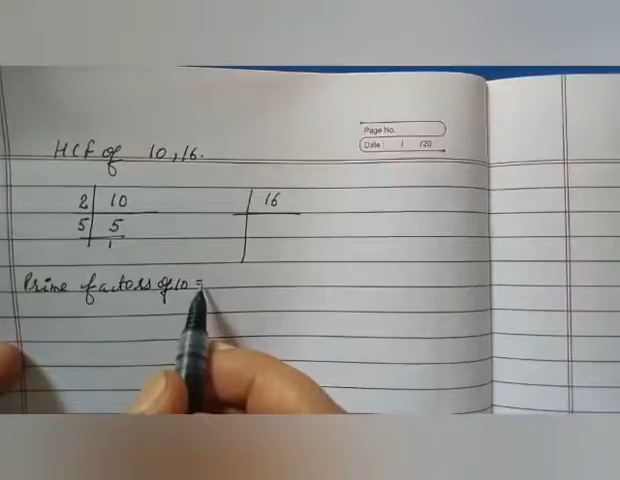 Page No.
Date : / /20
HCF of 10, 16.
2 10 16
5 5
1
Prime factors of 10 =